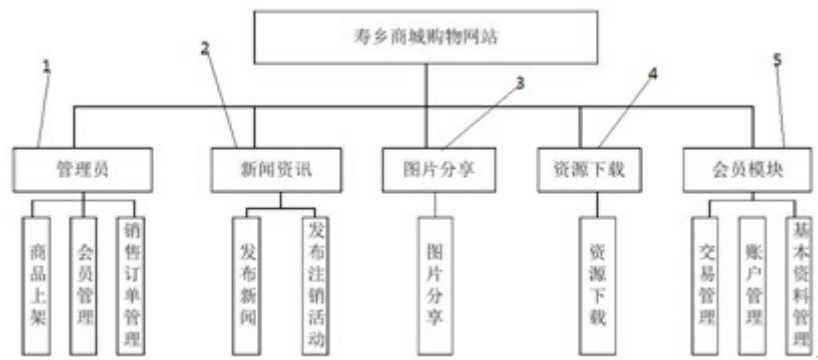 寿乡商城购物网站
1
2
3
4
5
管理员
新闻资讯
图片分享
资源下载
会员模块
商品上架
会员管理
销售订单管理
发布新闻
发布注销活动
图片分享
资源下载
交易管理
账户管理
基本资料管理